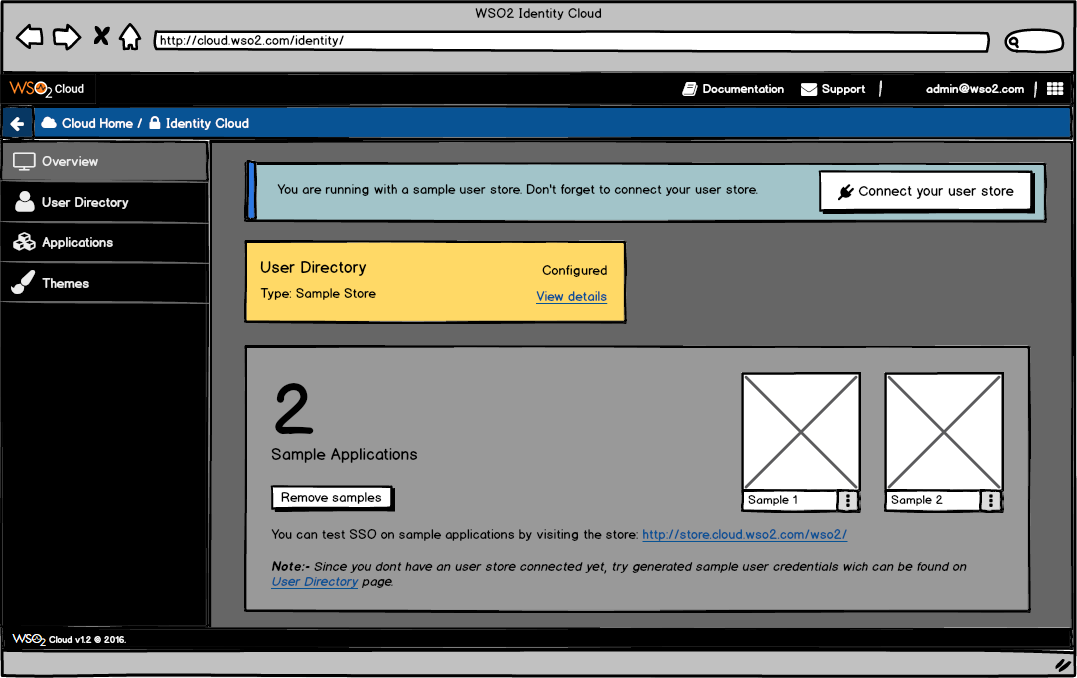 WSO2 Identity Cloud
http://cloud.wso2.com/identity/
WSO2 Cloud
Documentation
Support
admin@wso2.com
Cloud Home / Identity Cloud
Overview
User Directory
Applications
Themes
You are running with a sample user store. Don't forget to connect your user store.
Connect your user store
User Directory
Configured
Type: Sample Store
View details
2
Sample Applications
Remove samples
Sample 1
Sample 2
You can test SSO on sample applications by visiting the store: http://store.cloud.wso2.com/wso2/
Note:- Since you dont have an user store connected yet, try generated sample user credentials wich can be found on
User Directory page.
WSO2 Cloud v1.2 © 2016.